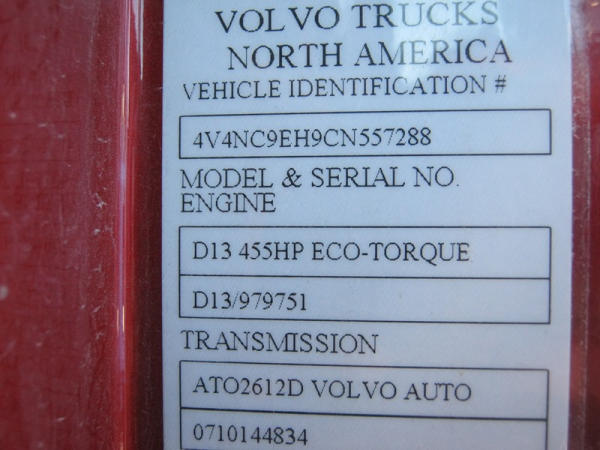 VOLVO TRUCKS
NORTH AMERICA
VEHICLE IDENTIFICATION #
4V4NC9EH9CN557288
MODEL & SERIAL NO.
ENGINE
D13 455HP ECO-TORQUE
D13/979751
TRANSMISSION
ATO2612D VOLVO AUTO
0710144834